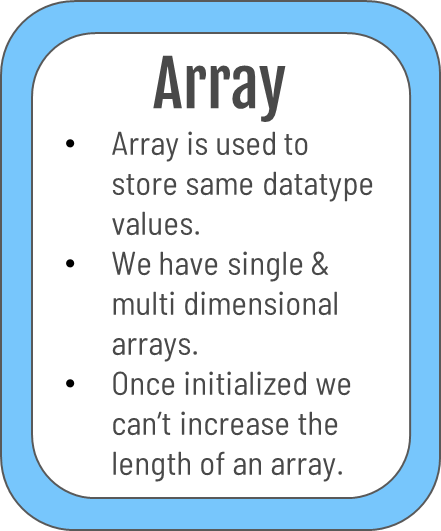 Array
• Array is used to
store same datatype
values.
• We have single &
multi dimensional
arrays.
• Once initialized we
can't increase the
length of an array.